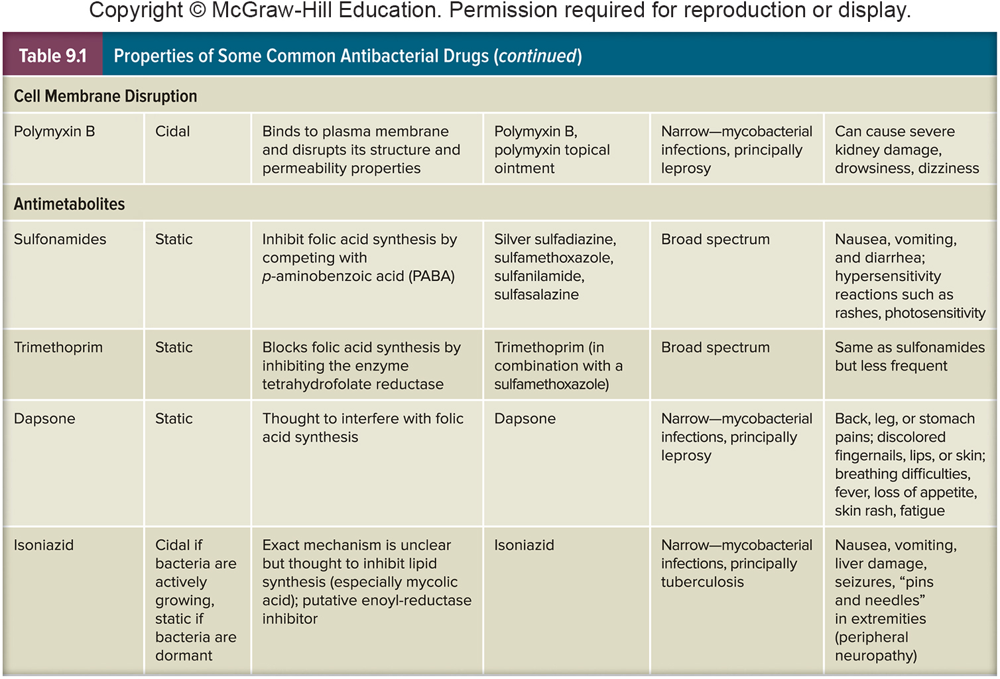 Copyright © McGraw-Hill Education. Permission required for reproduction or display.
Table 9.1
Properties of Some Common Antibacterial Drugs (continued)
Cell Membrane Disruption
Polymyxin B
Cidal
Binds to plasma membrane
and disrupts its structure and
permeability properties
Polymyxin B,
polymyxin topical
ointment
Narrow—mycobacterial
infections, principally
leprosy
Can cause severe
kidney damage,
drowsiness, dizziness
Antimetabolites
Sulfonamides
Static
Inhibit folic acid synthesis by
competing with
p-aminobenzoic acid (PABA)
Silver sulfadiazine,
sulfamethoxazole,
sulfanilamide,
sulfasalazine
Broad spectrum
Nausea, vomiting,
and diarrhea;
hypersensitivity
reactions such as
rashes, photosensitivity
Trimethoprim
Static
Blocks folic acid synthesis by
inhibiting the enzyme
tetrahydrofolate reductase
Trimethoprim (in
combination with a
sulfamethoxazole)
Broad spectrum
Same as sulfonamides
but less frequent
Dapsone
Static
Thought to interfere with folic
acid synthesis
Dapsone
Narrow—mycobacterial
infections, principally
leprosy
Back, leg, or stomach
pains; discolored
fingernails, lips, or skin;
breathing difficulties,
fever, loss of appetite,
skin rash, fatigue
Isoniazid
Cidal if
bacteria are
actively
growing,
static if
bacteria are
dormant
Exact mechanism is unclear
but thought to inhibit lipid
synthesis (especially mycolic
acid); putative enoyl-reductase
inhibitor
Isoniazid
Narrow—mycobacterial
infections, principally
tuberculosis
Nausea, vomiting,
liver damage,
seizures, “pins
and needles”
in extremities
(peripheral
neuropathy)